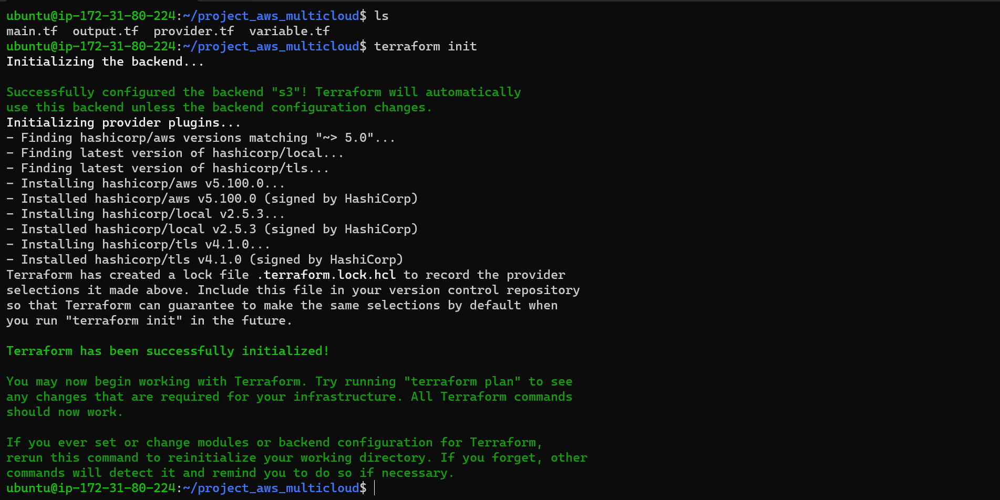 ubuntu@ip-172-31-80-224:~/project_aws_multicloud$ ls
main.tf  output.tf  provider.tf  variable.tf
ubuntu@ip-172-31-80-224:~/project_aws_multicloud$ terraform init
Initializing the backend...

Successfully configured the backend "s3"! Terraform will automatically
use this backend unless the backend configuration changes.
Initializing provider plugins...
- Finding hashicorp/aws versions matching "~> 5.0"...
- Finding latest version of hashicorp/local...
- Finding latest version of hashicorp/tls...
- Installing hashicorp/aws v5.100.0...
- Installed hashicorp/aws v5.100.0 (signed by HashiCorp)
- Installing hashicorp/local v2.5.3...
- Installed hashicorp/local v2.5.3 (signed by HashiCorp)
- Installing hashicorp/tls v4.1.0...
- Installed hashicorp/tls v4.1.0 (signed by HashiCorp)
Terraform has created a lock file .terraform.lock.hcl to record the provider
selections it made above. Include this file in your version control repository
so that Terraform can guarantee to make the same selections by default when
you run "terraform init" in the future.

Terraform has been successfully initialized!

You may now begin working with Terraform. Try running "terraform plan" to see
any changes that are required for your infrastructure. All Terraform commands
should now work.

If you ever set or change modules or backend configuration for Terraform,
rerun this command to reinitialize your working directory. If you forget, other
commands will detect it and remind you to do so if necessary.
ubuntu@ip-172-31-80-224:~/project_aws_multicloud$